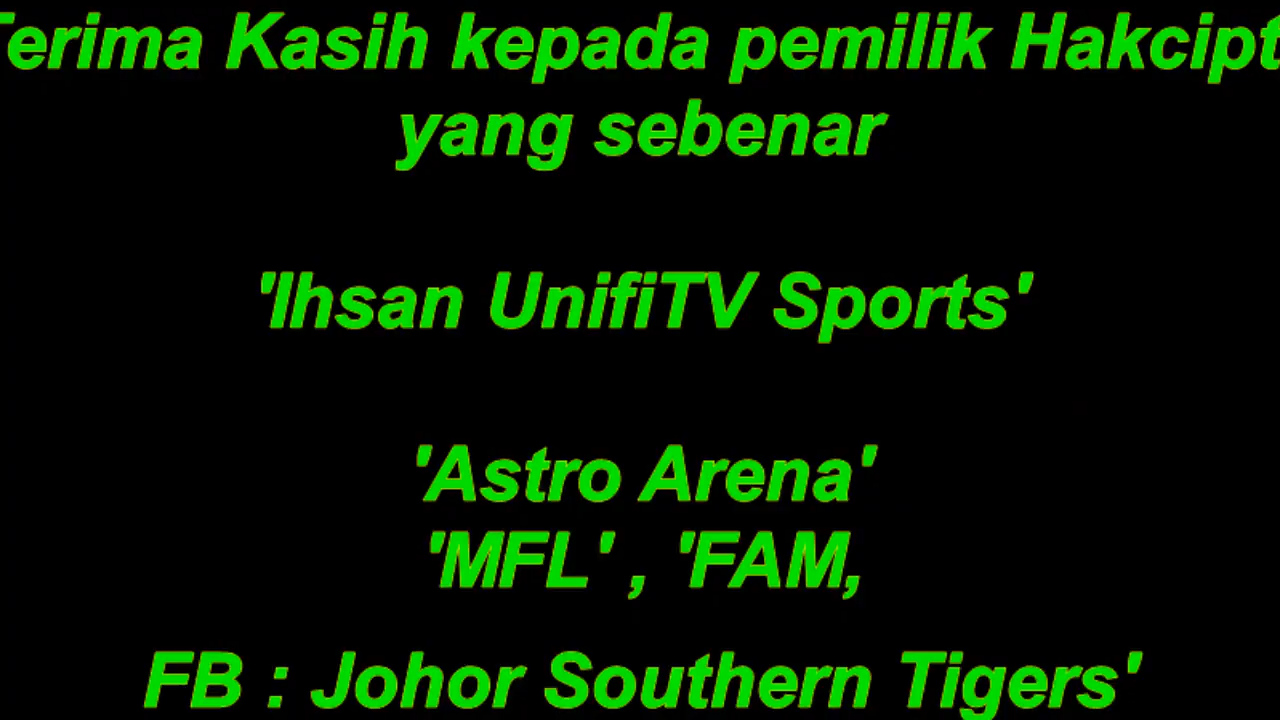 Terima Kasih kepada pemilik Hakcipt
yang sebenar
'Ihsan UnifiTV Sports'
'Astro Arena'
'MFL' , 'FAM,
FB : Johor Southern Tigers'